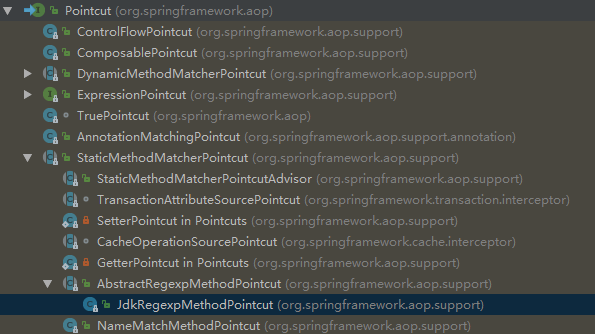 Pointcut (org.springframework.aop)
ControlFlowPointcut (org.springframework.aop.support)
ComposablePointcut (org.springframework.aop.support)
DynamicMethodMatcherPointcut (org.springframework.aop.support)
ExpressionPointcut (org.springframework.aop.support)
TruePointcut (org.springframework.aop)
AnnotationMatchingPointcut (org.springframework.aop.support.annotation)
StaticMethodMatcherPointcut (org.springframework.aop.support)
StaticMethodMatcherPointcutAdvisor (org.springframework.aop.support)
TransactionAttributeSourcePointcut (org.springframework.transaction.interceptor)
SetterPointcut in Pointcuts (org.springframework.aop.support)
CacheOperationSourcePointcut (org.springframework.cache.interceptor)
GetterPointcut in Pointcuts (org.springframework.aop.support)
AbstractRegexpMethodPointcut (org.springframework.aop.support)
JdkRegexpMethodPointcut (org.springframework.aop.support)
NameMatchMethodPointcut (org.springframework.aop.support)